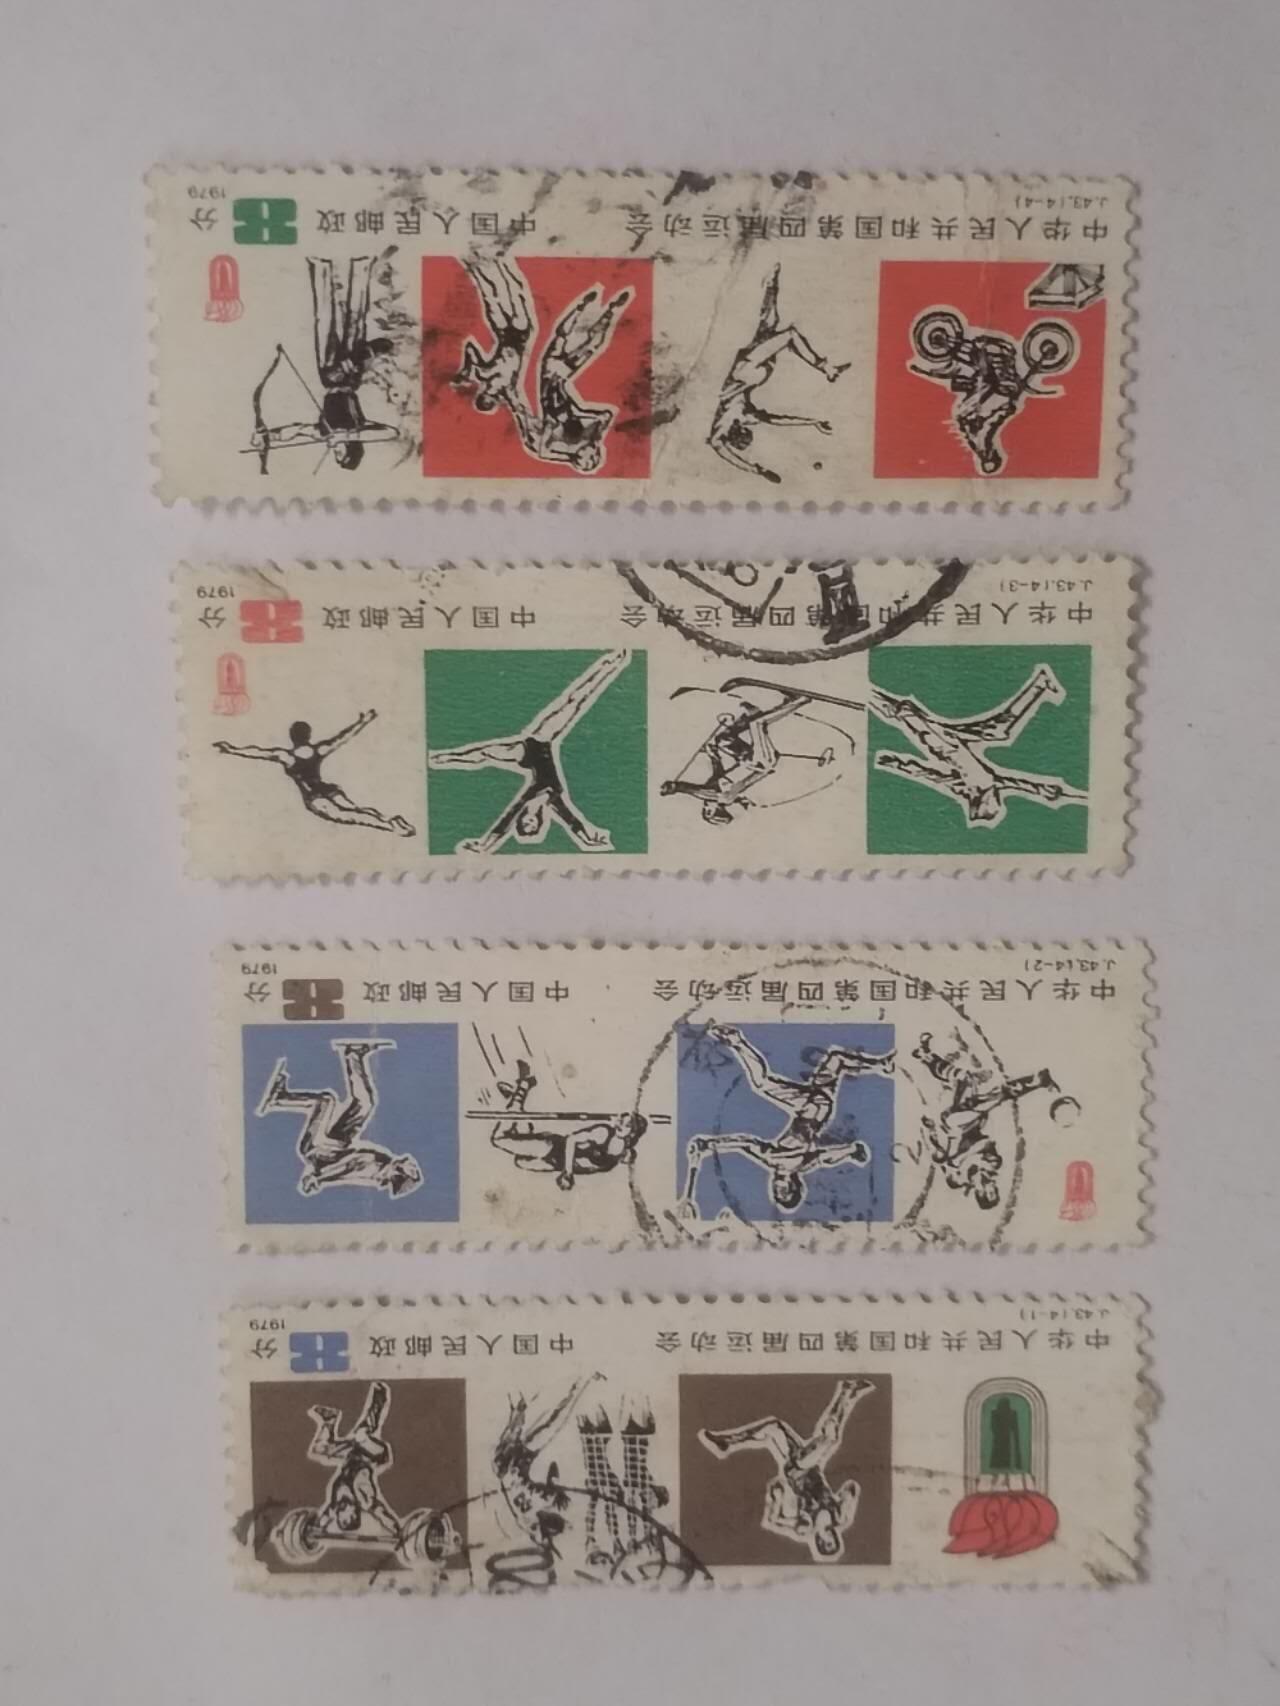 中华人民共和国第四届运动会 中国人民邮政 8分
J.43.(4-1) 1979
中华人民共和国第四届运动会 中国人民邮政 8分
J.43.(4-2) 1979
中华人民共和国第四届运动会 中国人民邮政 8分
J.43.(4-3) 1979
中华人民共和国第四届运动会 中国人民邮政 8分
J.43.(4-4) 1979